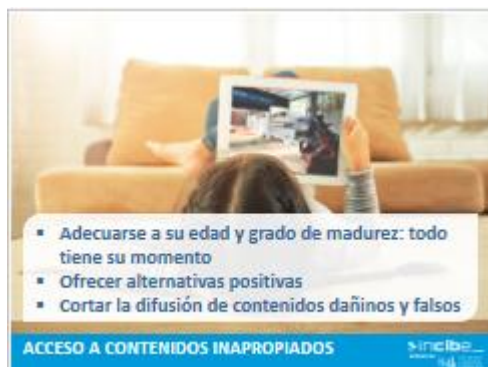 ▪ Adecuarse a su edad y grado de madurez: todo
tiene su momento
▪ Ofrecer alternativas positivas
▪ Cortar la difusión de contenidos dañinos y falsos
ACCESO A CONTENIDOS INAPROPIADOS
incibe_